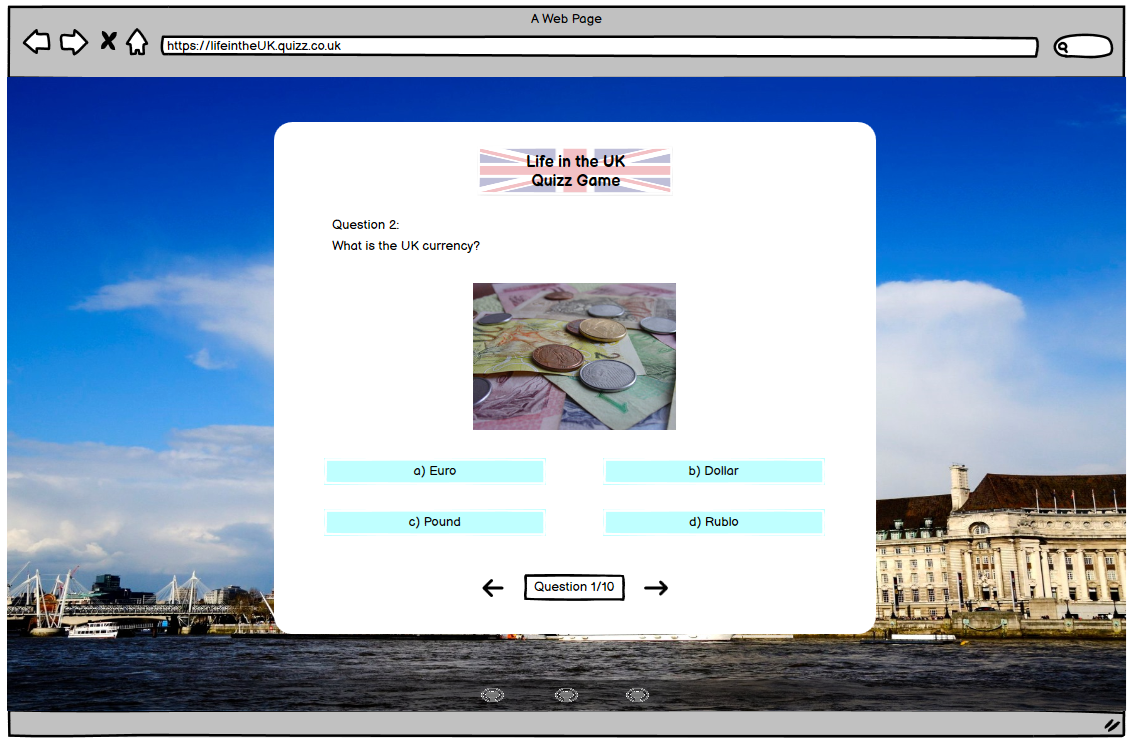 A Web Page
https://lifeintheUK.quizz.co.uk
Life in the UK
Quizz Game
Question 2:
What is the UK currency?
a) Euro
b) Dollar
c) Pound
d) Rublo
Question 1/10